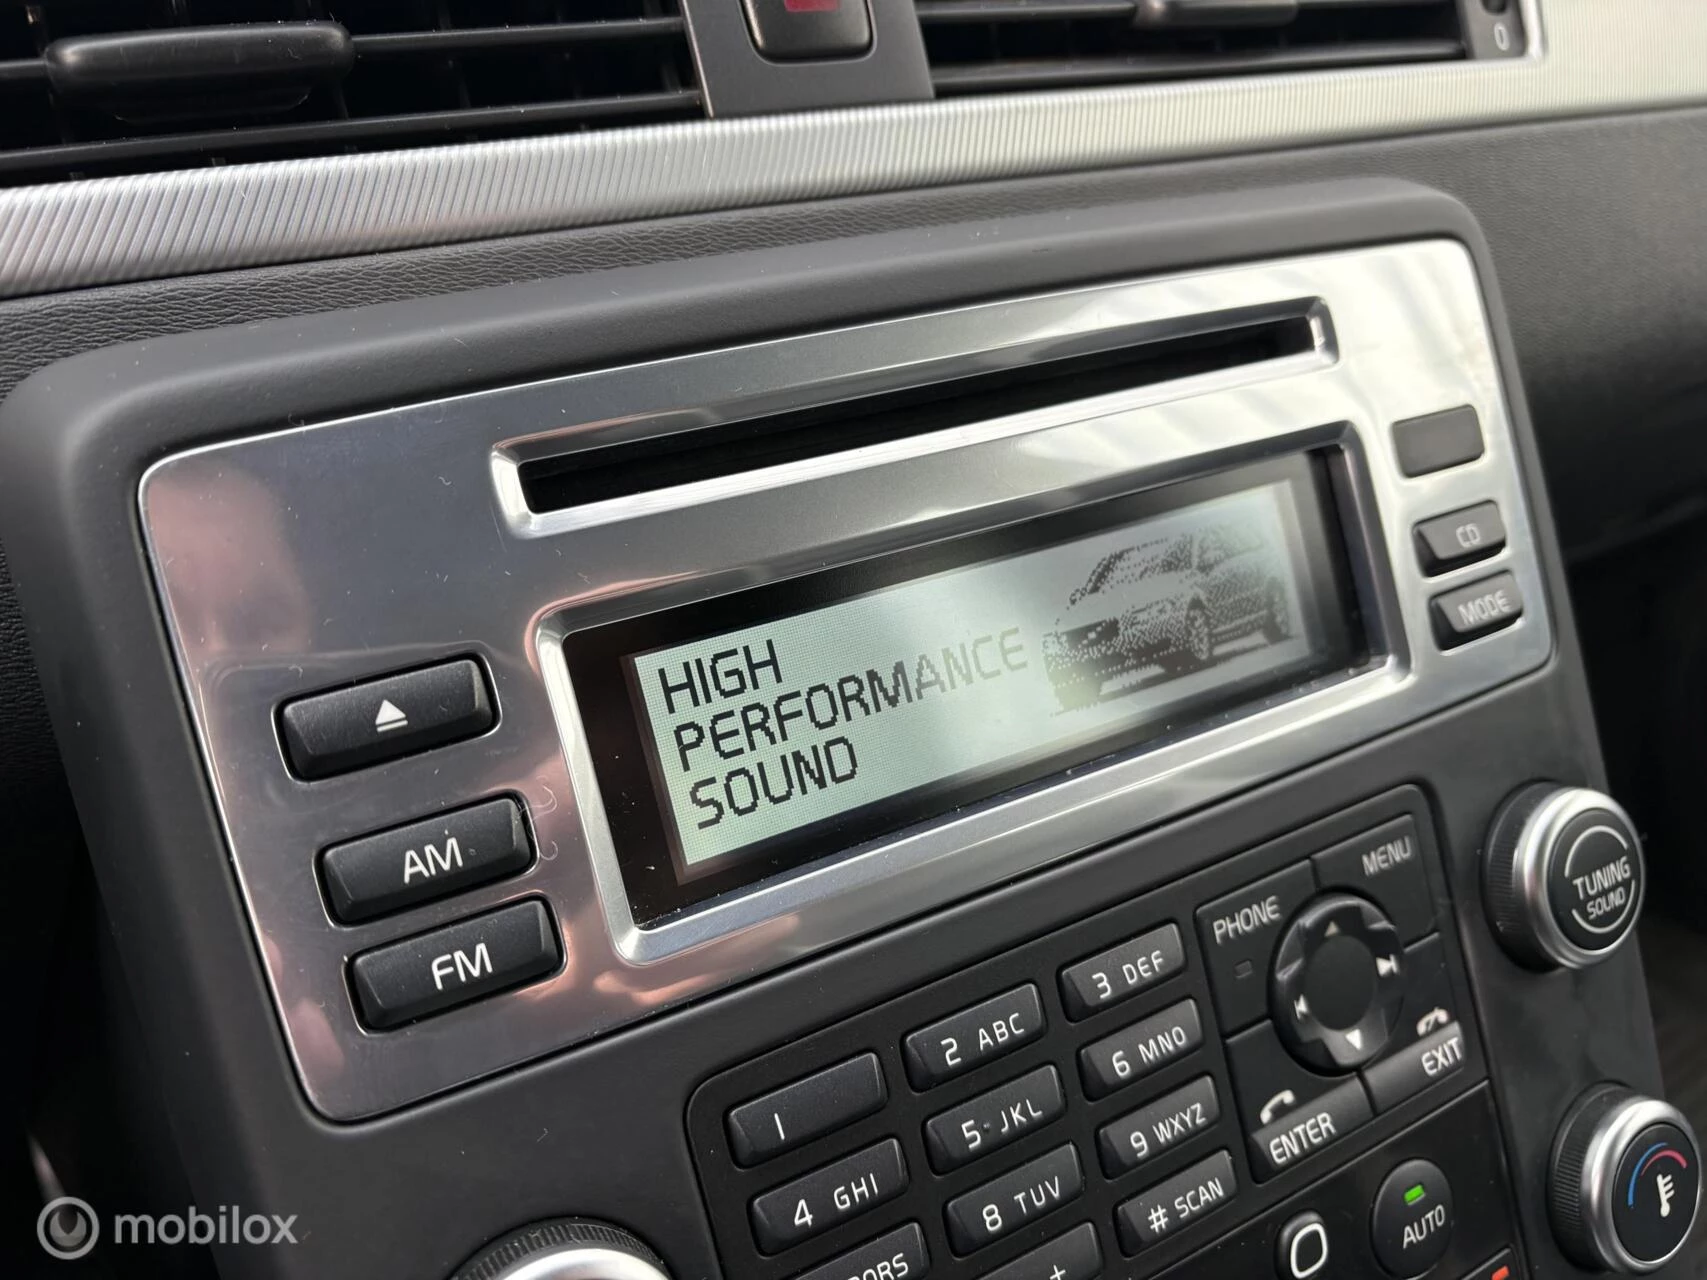 0
HIGH
PERFORMANCE
SOUND
CD
MODE
AM
FM
TUNING
SOUND
MENU
PHONE
EXIT
ENTER
1
2 ABC
3 DEF
4 GHI
5 JKL
6 MNO
8 TUV
9 WXYZ
# SCAN
+
AUTO
mobilox